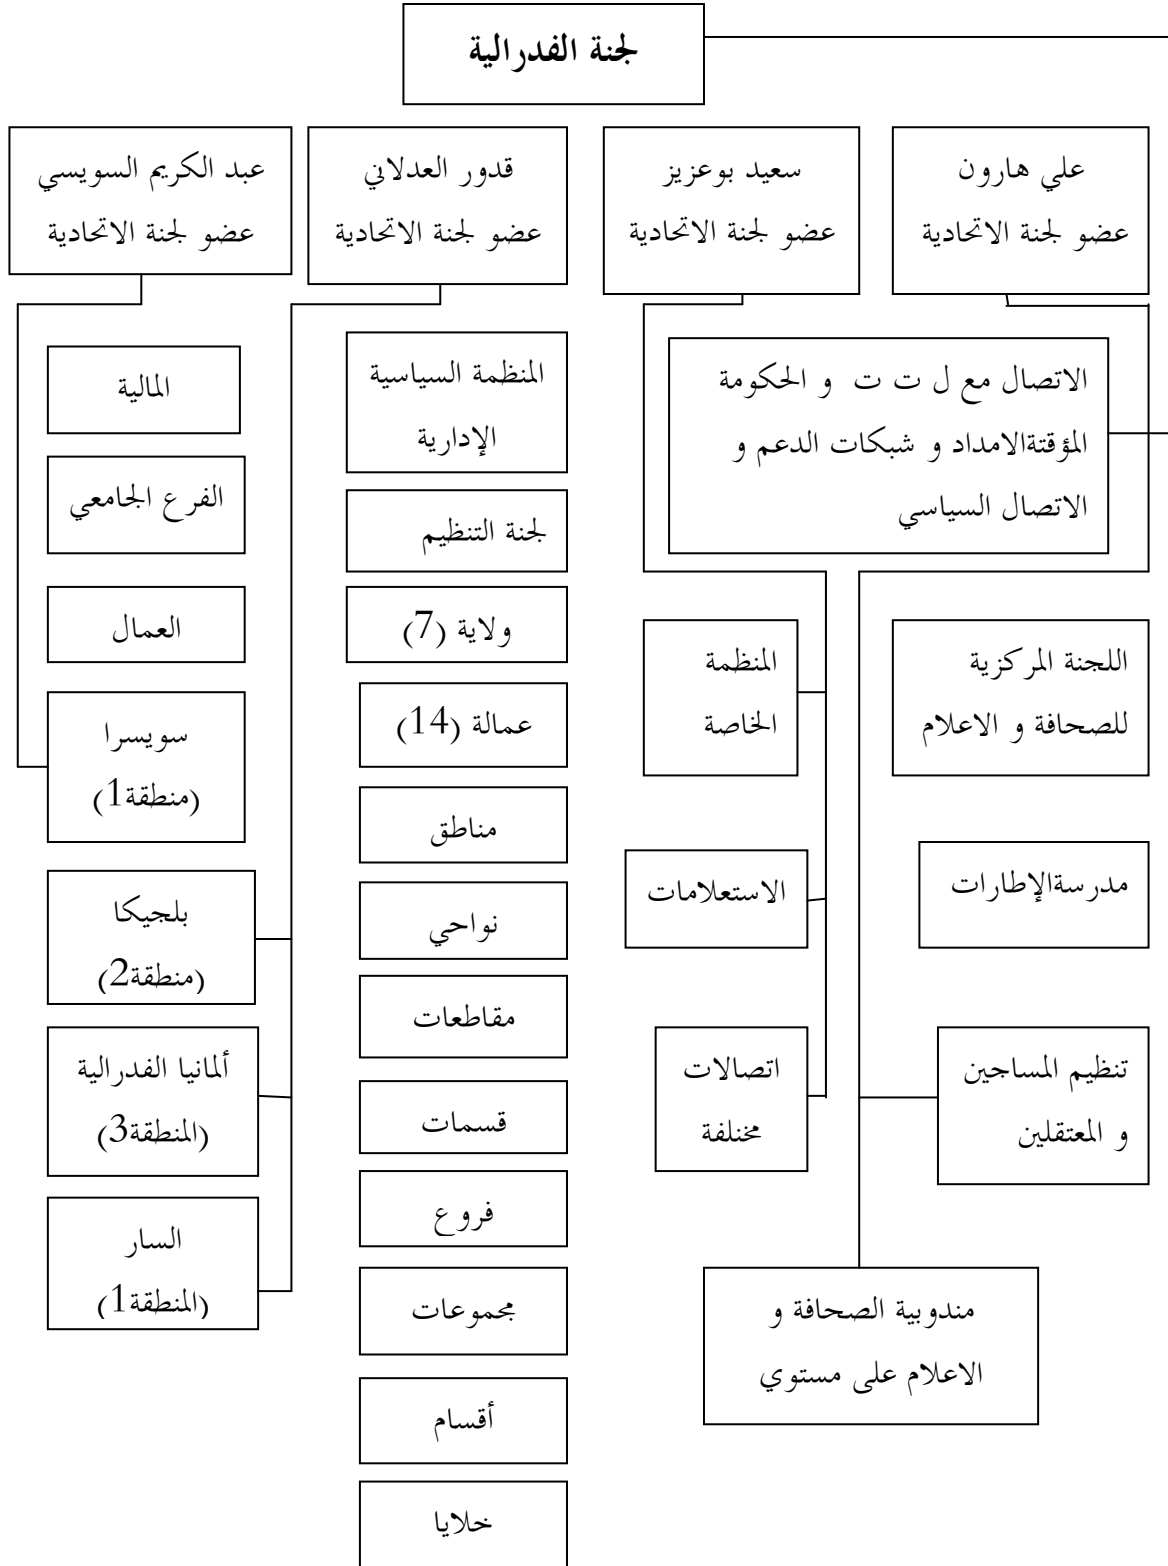 لجنة الفدرالية
علي هارون
عضو لجنة الاتحادية
سعيد بوعزيز
عضو لجنة الاتحادية
قدور العدلاني
عضو لجنة الاتحادية
عبد الكريم السويسي
عضو لجنة الاتحادية
الاتصال مع ل ت ت و الحكومة
المؤقتةالامداد و شبكات الدعم و
الاتصال السياسي
اللجنة المركزية
للصحافة و الاعلام
مدرسةالإطارات
تنظيم المساجين
و المعتقلين
مندوبية الصحافة و
الاعلام على مستوي
المنظمة
الخاصة
الاستعلامات
اتصالات
مختلفة
المنظمة السياسية
الإدارية
لجنة التنظيم
ولاية (7)
عمالة (14)
مناطق
نواحي
مقاطعات
قسمات
فروع
مجموعات
أقسام
خلايا
المالية
الفرع الجامعي
العمال
سويسرا
(منطقة1)
بلجيكا
(منطقة2)
ألمانيا الفدرالية
(المنطقة3)
السار
(المنطقة1)